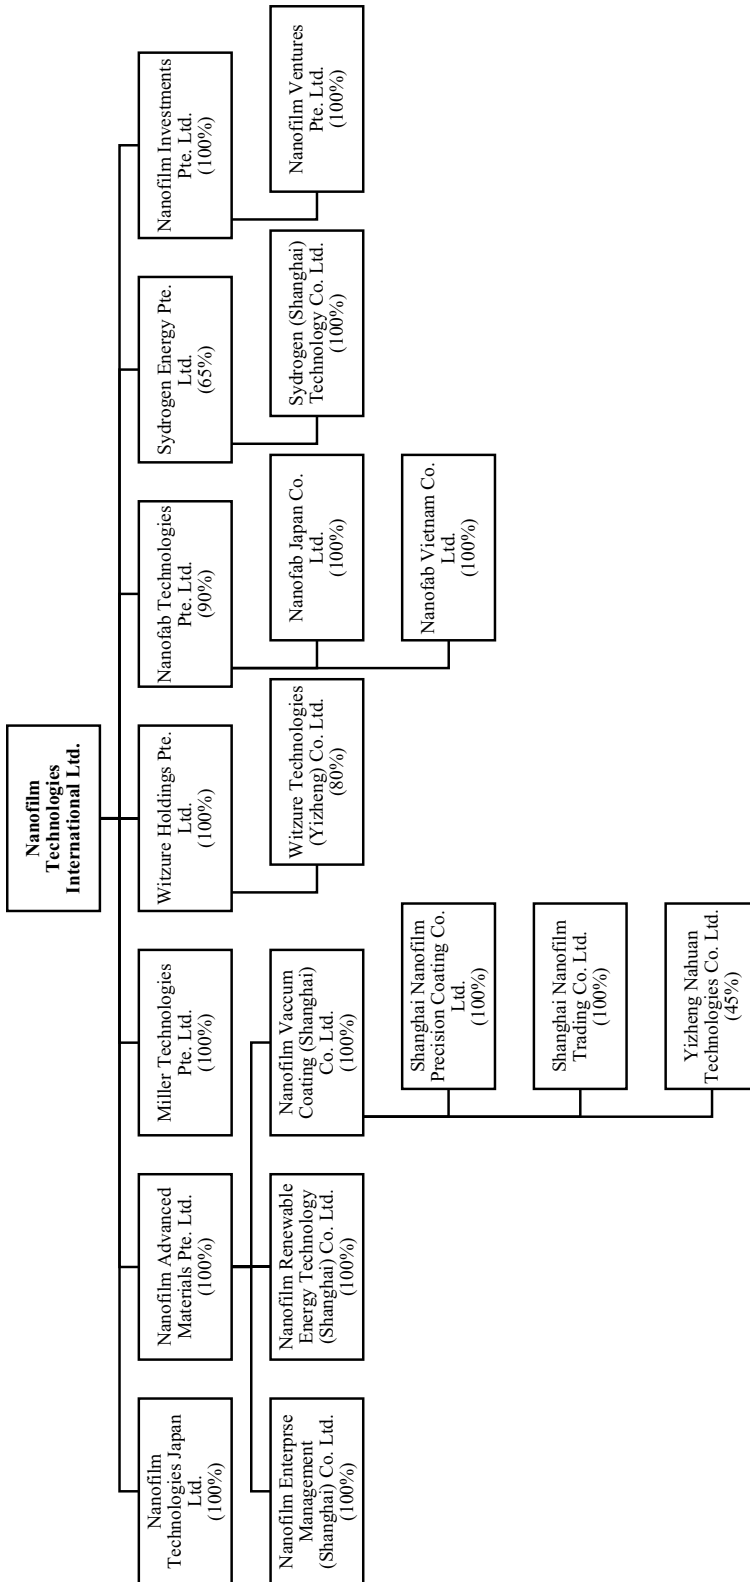 Nanofilm
Technologies
International Ltd.
Nanofilm
Technologies Japan
Ltd.
(100%)
Nanofilm Advanced
Materials Pte. Ltd.
(100%)
Miller Technologies
Pte. Ltd.
(100%)
Witzure Holdings Pte.
Ltd.
(100%)
Nanofab Technologies
Pte. Ltd.
(90%)
Sydrogen Energy Pte.
Ltd.
(65%)
Nanofilm Investments
Pte. Ltd.
(100%)
Nanofilm Enterprse
Management
(Shanghai) Co. Ltd.
(100%)
Nanofilm Renewable
Energy Technology
(Shanghai) Co. Ltd.
(100%)
Nanofilm Vaccum
Coating (Shanghai)
Co. Ltd.
(100%)
Witzure Technologies
(Yizheng) Co. Ltd.
(80%)
Nanofab Japan Co.
Ltd.
(100%)
Sydrogen (Shanghai)
Technology Co. Ltd.
(100%)
Nanofilm Ventures
Pte. Ltd.
(100%)
Shanghai Nanofilm
Precision Coating Co.
Ltd.
(100%)
Nanofab Vietnam Co.
Ltd.
(100%)
Shanghai Nanofilm
Trading Co. Ltd.
(100%)
Yizheng Nahuan
Technologies Co. Ltd.
(45%)